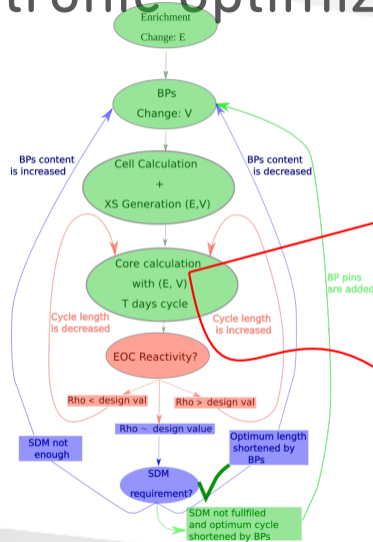 tronic optimiz
Enrichment
Change: E
BPs
Change: V
BPs content
is increased
BPs content
is decreased
Cell Calculation
+
XS Generation (E,V)
Core calculation
with (E, V)
T days cycle
BP pins
are added
Cycle length
is decreased
Cycle length
is increased
EOC Reactivity?
Rho < design val
Rho > design val
Rho ~ design value
SDM not
enough
Optimum length
shortened by
BPs
SDM
requirement?
SDM not fullfiled
and optimum cycle
shortened by BPs